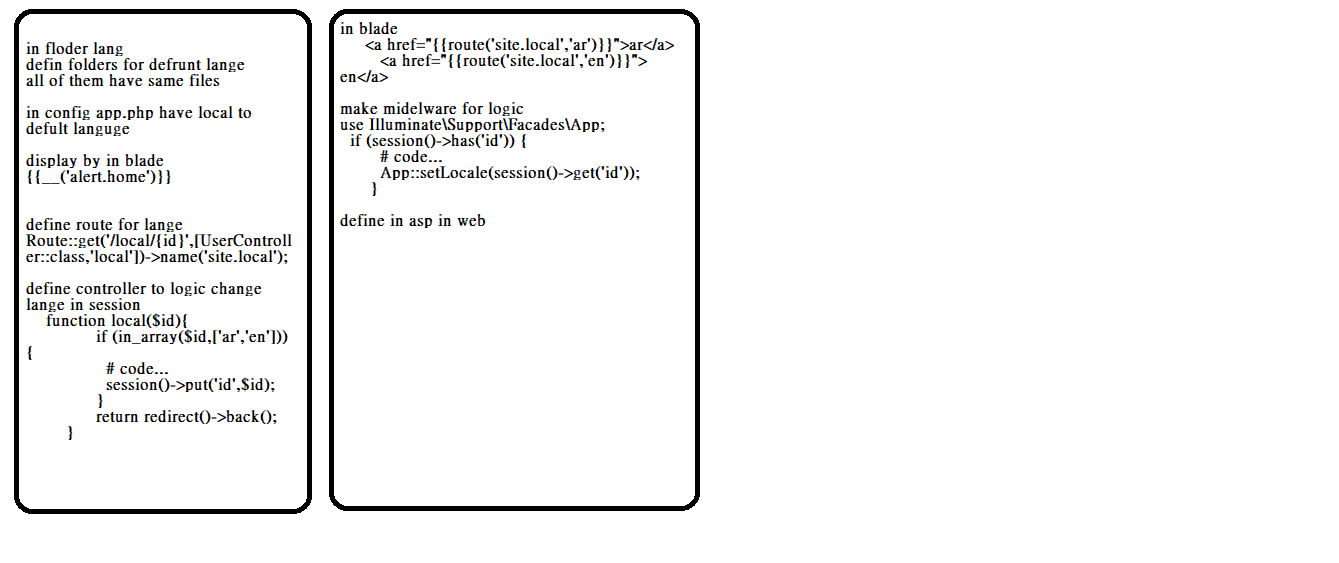 in floder lang
defin folders for defrunt lange
all of them have same files
in config app.php have local to
defult languge
display by in blade
{{__('alert.home')}}
define route for lange
Route::get('/local/{id}',[UserControll
er::class,'local'])->name('site.local');
define controller to logic change
lange in session
function local($id){
if (in_array($id,['ar','en']))
{
# code...
session()->put('id',$id);
}
return redirect()->back();
}
in blade
<a href="{{route('site.local','ar')}}">ar</a>
<a href="{{route('site.local','en')}}">
en</a>
make midelware for logic
use Illuminate\Support\Facades\App;
if (session()->has('id')) {
# code...
App::setLocale(session()->get('id'));
}
define in asp in web